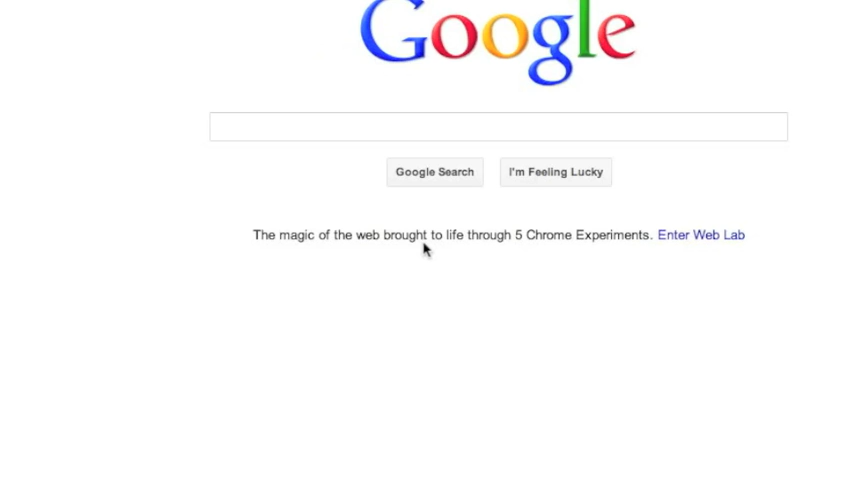 Google
Google Search
I'm Feeling Lucky
The magic of the web brought to life through 5 Chrome Experiments. Enter Web Lab